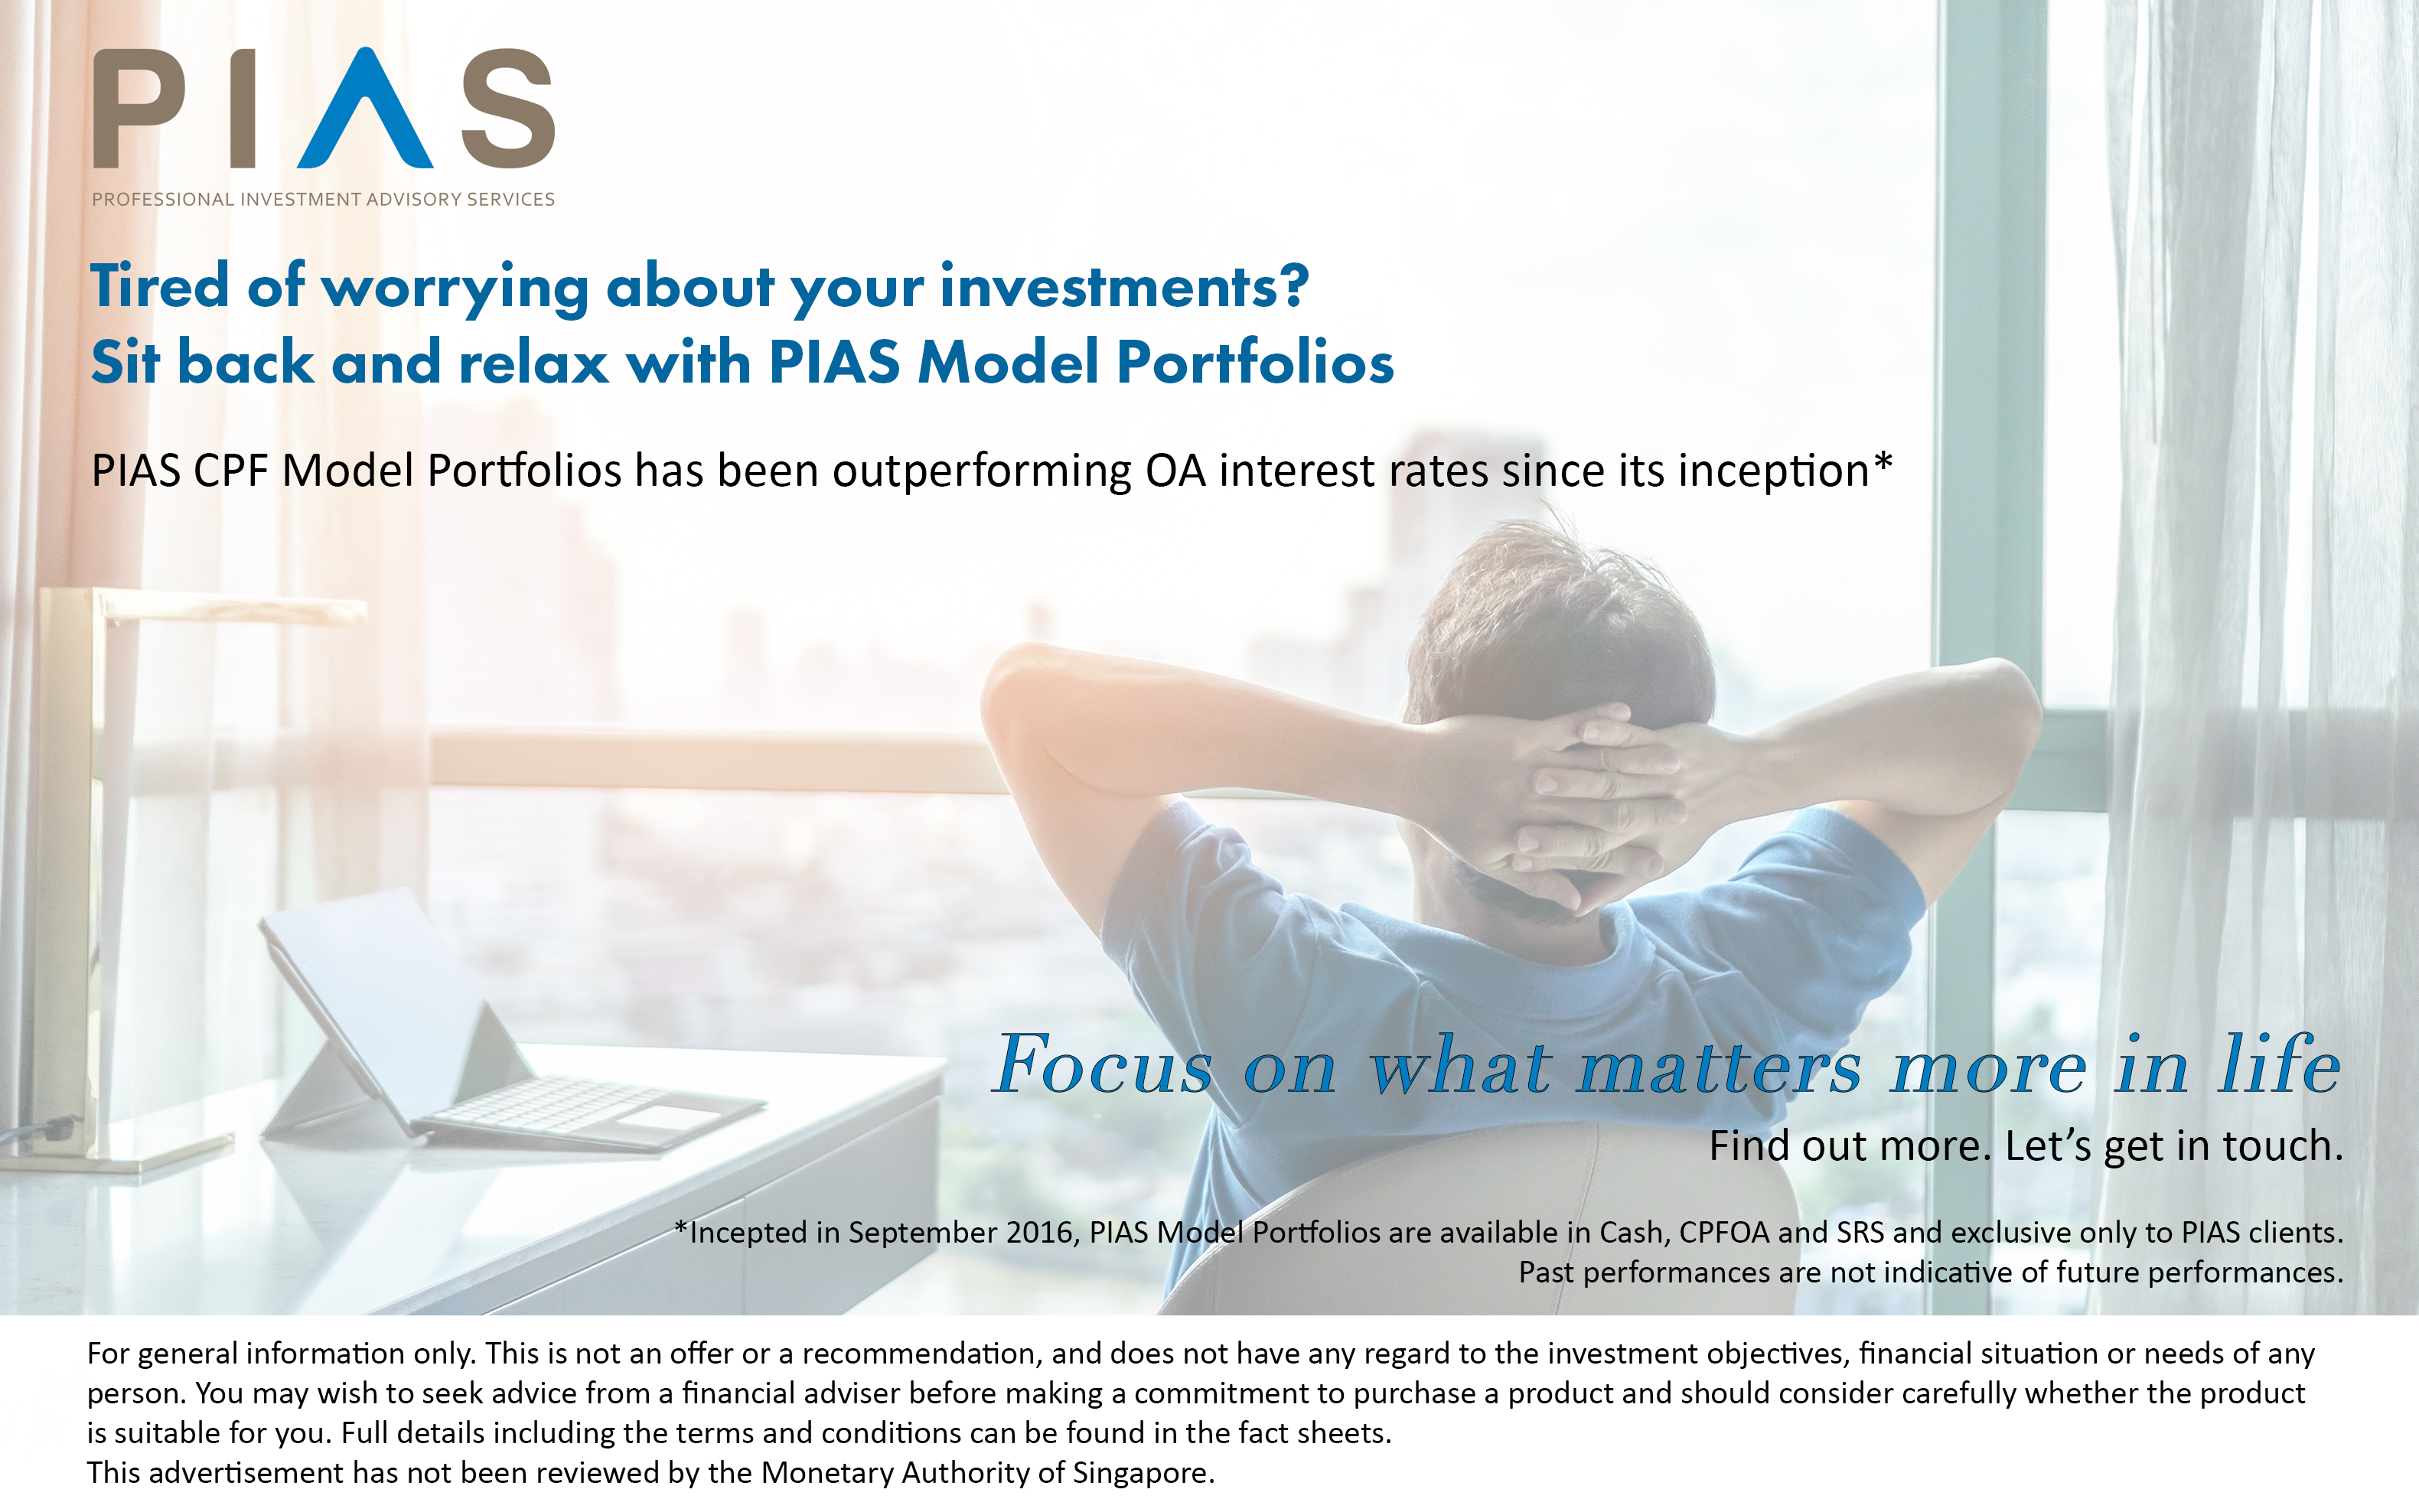 PIAS
PROFESSIONAL INVESTMENT ADVISORY SERVICES
Tired of worrying about your investments?
Sit back and relax with PIAS Model Portfolios
PIAS CPF Model Portfolios has been outperforming OA interest rates since its inception*
Focus on what matters more in life
Find out more. Let’s get in touch.
*Incepted in September 2016, PIAS Model Portfolios are available in Cash, CPFOA and SRS and exclusive only to PIAS clients.
Past performances are not indicative of future performances.
For general information only. This is not an offer or a recommendation, and does not have any regard to the investment objectives, financial situation or needs of any
person. You may wish to seek advice from a financial adviser before making a commitment to purchase a product and should consider carefully whether the product
is suitable for you. Full details including the terms and conditions can be found in the fact sheets.
This advertisement has not been reviewed by the Monetary Authority of Singapore.